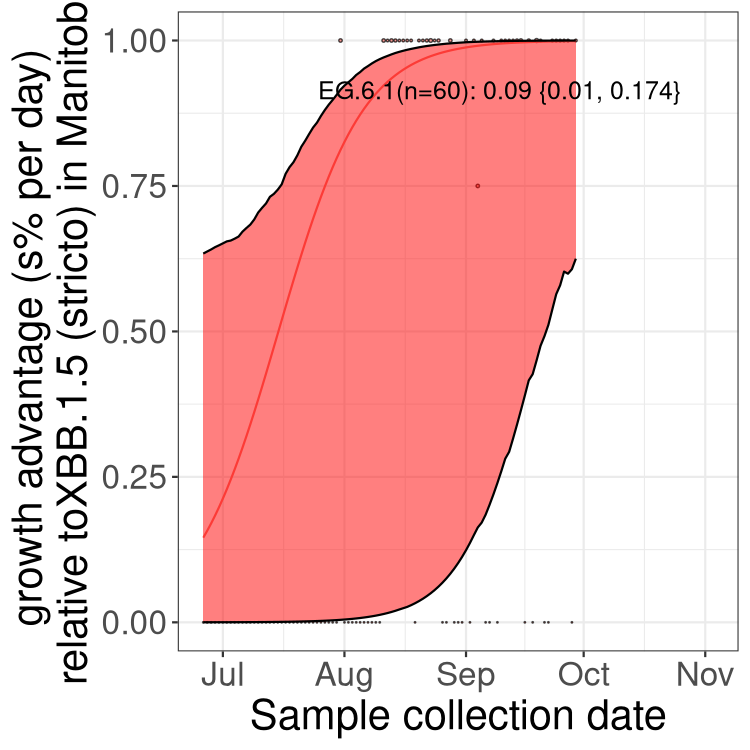 growth advantage (s% per day)
relative toXBB.1.5 (stricto) in Manitob
1.00
0.75
0.50
0.25
0.00
EG.6.1(n=60): 0.09 {0.01, 0.174}
Jul Aug Sep Oct Nov
Sample collection date